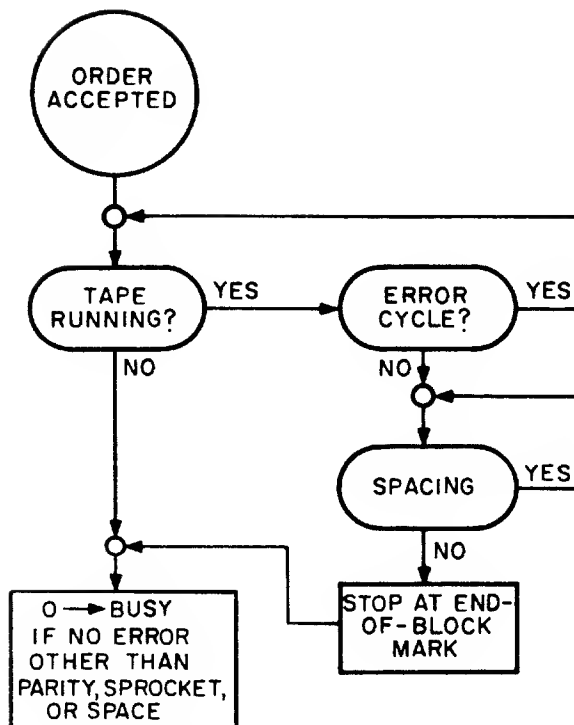 ORDER
ACCEPTED
TAPE
RUNNING?
YES
NO
ERROR
CYCLE?
YES
NO
SPACING
YES
NO
STOP AT END-
OF-BLOCK
MARK
O → BUSY
IF NO ERROR
OTHER THAN
PARITY, SPROCKET,
OR SPACE